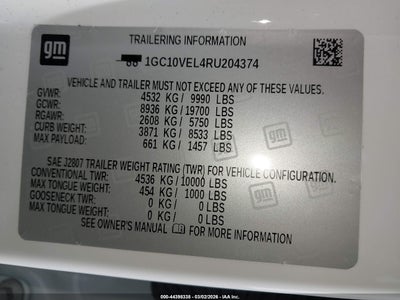 gm
TRAILERING INFORMATION
1GC10VEL4RU204374
VEHICLE AND TRAILER MUST NOT EXCEED ANY OF THESE VALUES.
GVWR: 4532 KG / 9990 LBS
GCWR: 8936 KG / 19700 LBS
RGAWR: 2608 KG / 5750 LBS
CURB WEIGHT: 3871 KG / 8533 LBS
MAX PAYLOAD: 661 KG / 1457 LBS
SAE J2807 TRAILER WEIGHT RATING (TWR) FOR VEHICLE CONFIGURATION.
CONVENTIONAL TWR: 4536 KG / 10000 LBS
MAX TONGUE WEIGHT: 454 KG / 1000 LBS
GOOSENECK TWR: 0 KG / 0 LBS
MAX TONGUE WEIGHT: 0 KG / 0 LBS
SEE OWNER'S MANUAL FOR MORE INFORMATION
000-44398338 - 03/02/2026 - IAA Inc.